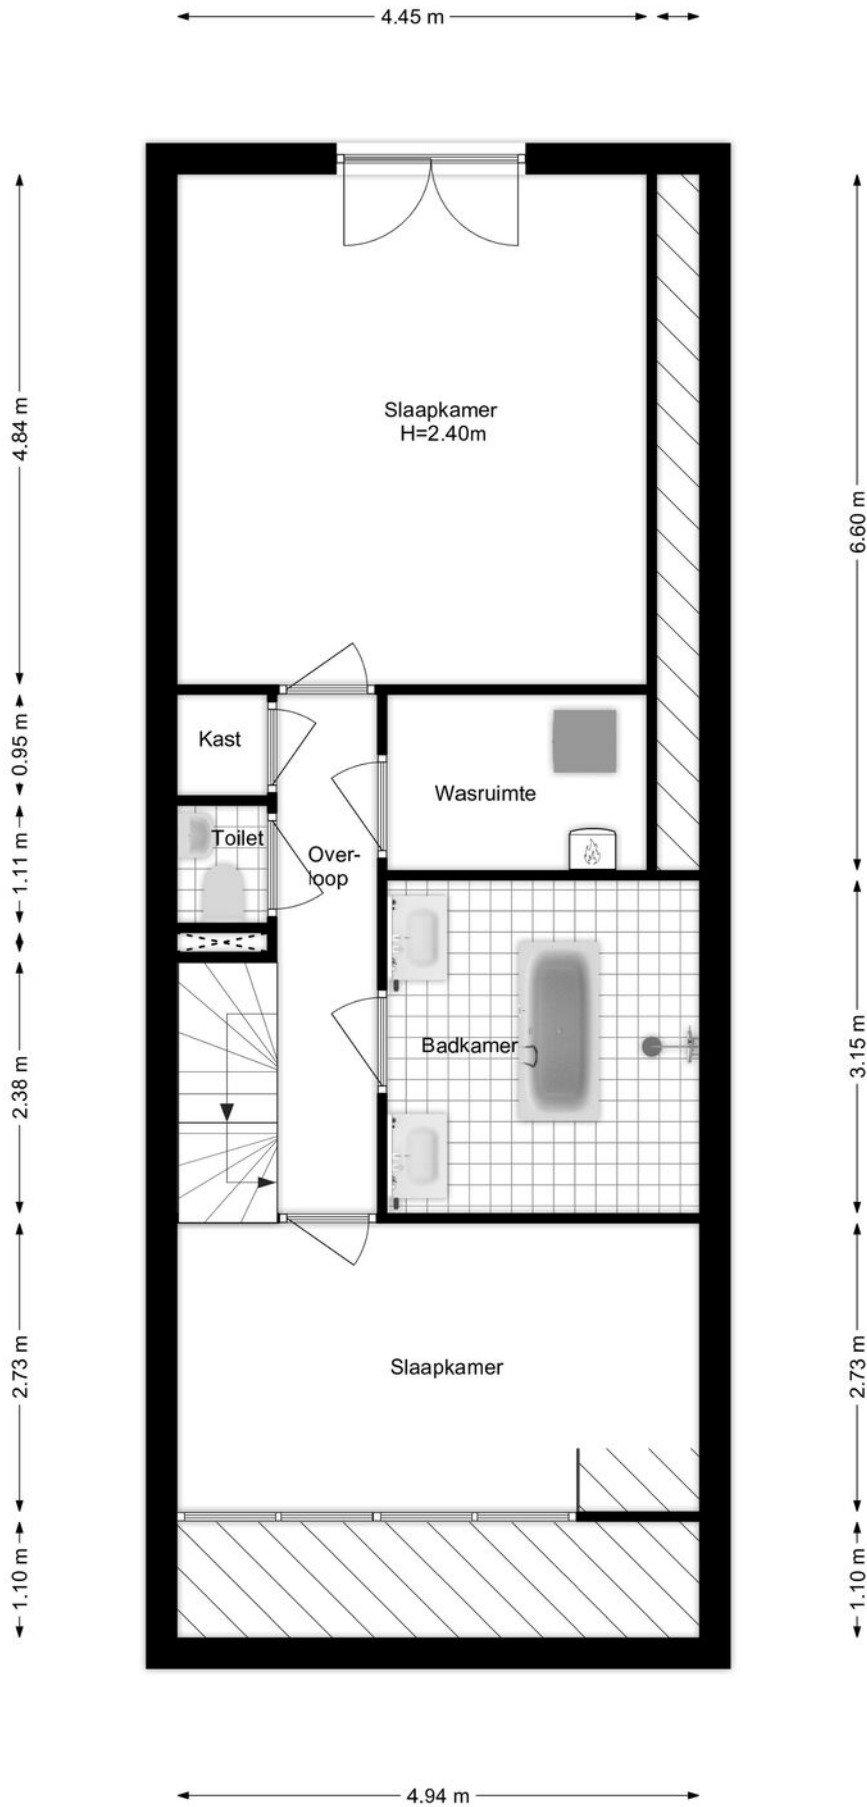 4.45 m
4.84 m
6.60 m
Slaapkamer
H=2.40m
0.95 m
Kast
Wasruimte
1.11 m
Toilet
Over-
loop
2.38 m
Badkamer
3.15 m
2.73 m
Slaapkamer
2.73 m
1.10 m
1.10 m
4.94 m